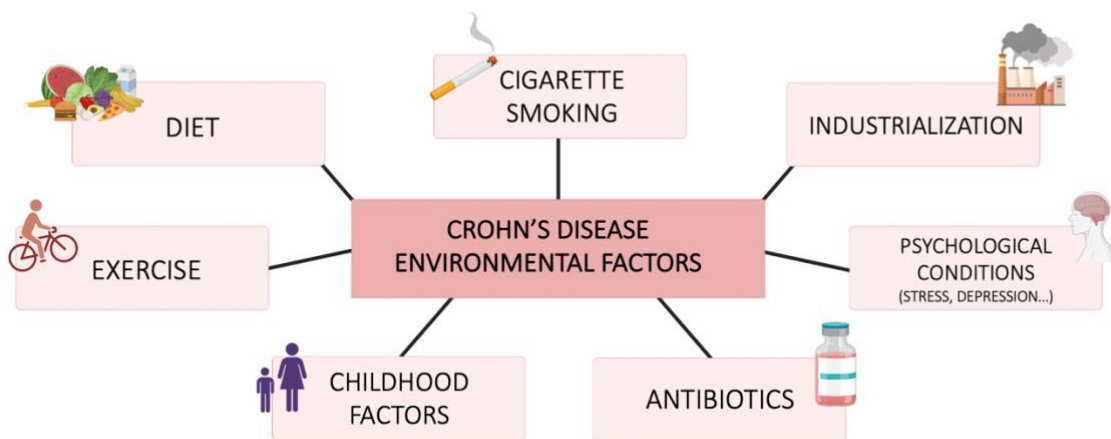 CIGARETTE
SMOKING
DIET
INDUSTRIALIZATION
CROHN’S DISEASE
ENVIRONMENTAL FACTORS
EXERCISE
PSYCHOLOGICAL
CONDITIONS
(STRESS, DEPRESSION...)
CHILDHOOD
FACTORS
ANTIBIOTICS